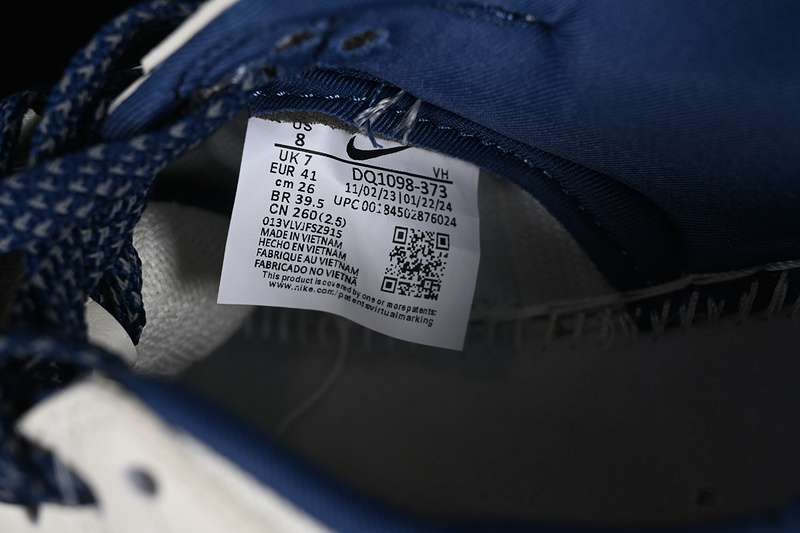 US
8
UK 7
EUR 41
cm 26
BR 39.5
CN 260(2.5)
VH
DQ1098-373
11/02/23|01/22/24
UPC 00184502876024
013VLVJFSZ915
MADE IN VIETNAM
HECHO EN VIETNAM
FABRIQUE AU VIETNAM
FABRICADO NO VIETNÃ
This product is covered by one or more patents:
www.nike.com/patentsvirtualmarking